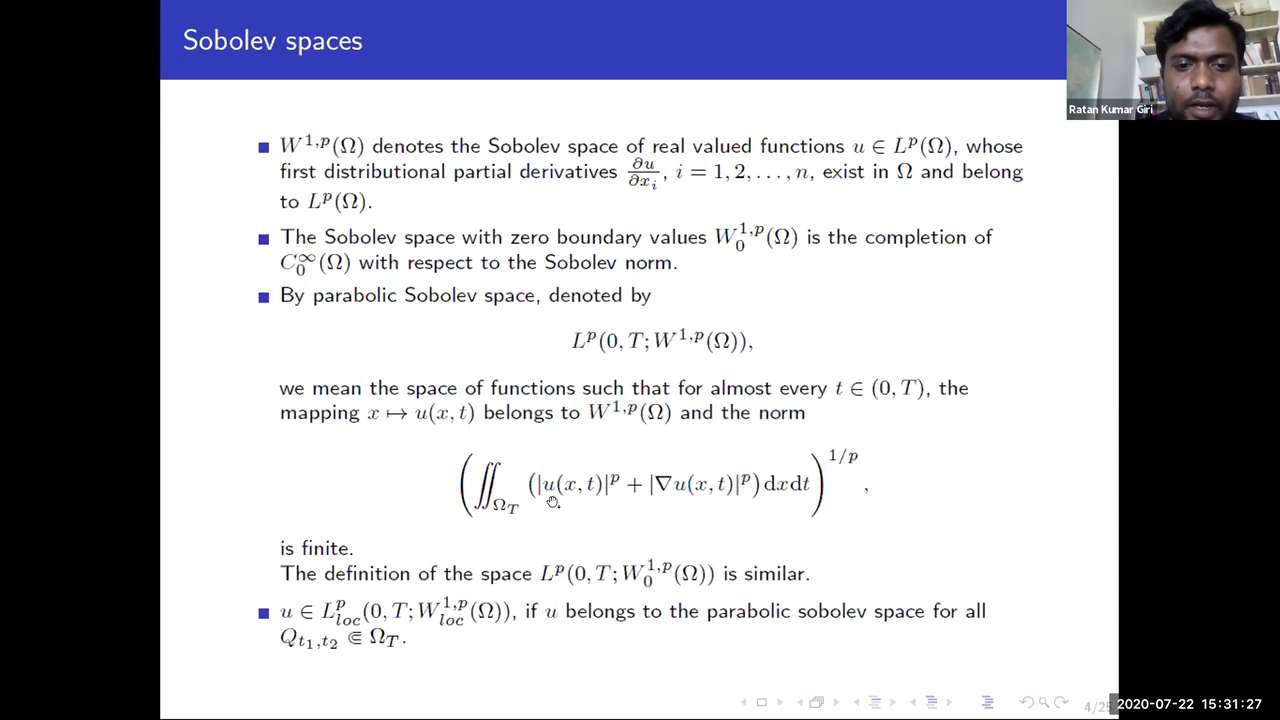 Sobolev spaces
Ratan Kumar Giri
W^{1,p}(Ω) denotes the Sobolev space of real valued functions u ∈ L^p(Ω), whose
first distributional partial derivatives ∂u/∂x_i, i = 1, 2, . . . , n, exist in Ω and belong
to L^p(Ω).
The Sobolev space with zero boundary values W_0^{1,p}(Ω) is the completion of
C_0^∞(Ω) with respect to the Sobolev norm.
By parabolic Sobolev space, denoted by
L^p(0, T; W^{1,p}(Ω)),
we mean the space of functions such that for almost every t ∈ (0, T), the
mapping x ↦ u(x, t) belongs to W^{1,p}(Ω) and the norm
(∬_{Ω_T} (|u(x, t)|^p + |∇u(x, t)|^p) dxdt)^{1/p},
is finite.
The definition of the space L^p(0, T; W_0^{1,p}(Ω)) is similar.
u ∈ L_{loc}^p(0, T; W_{loc}^{1,p}(Ω)), if u belongs to the parabolic sobolev space for all
Q_{t_1,t_2} ⋐ Ω_T.
2020-07-22 15:31:27